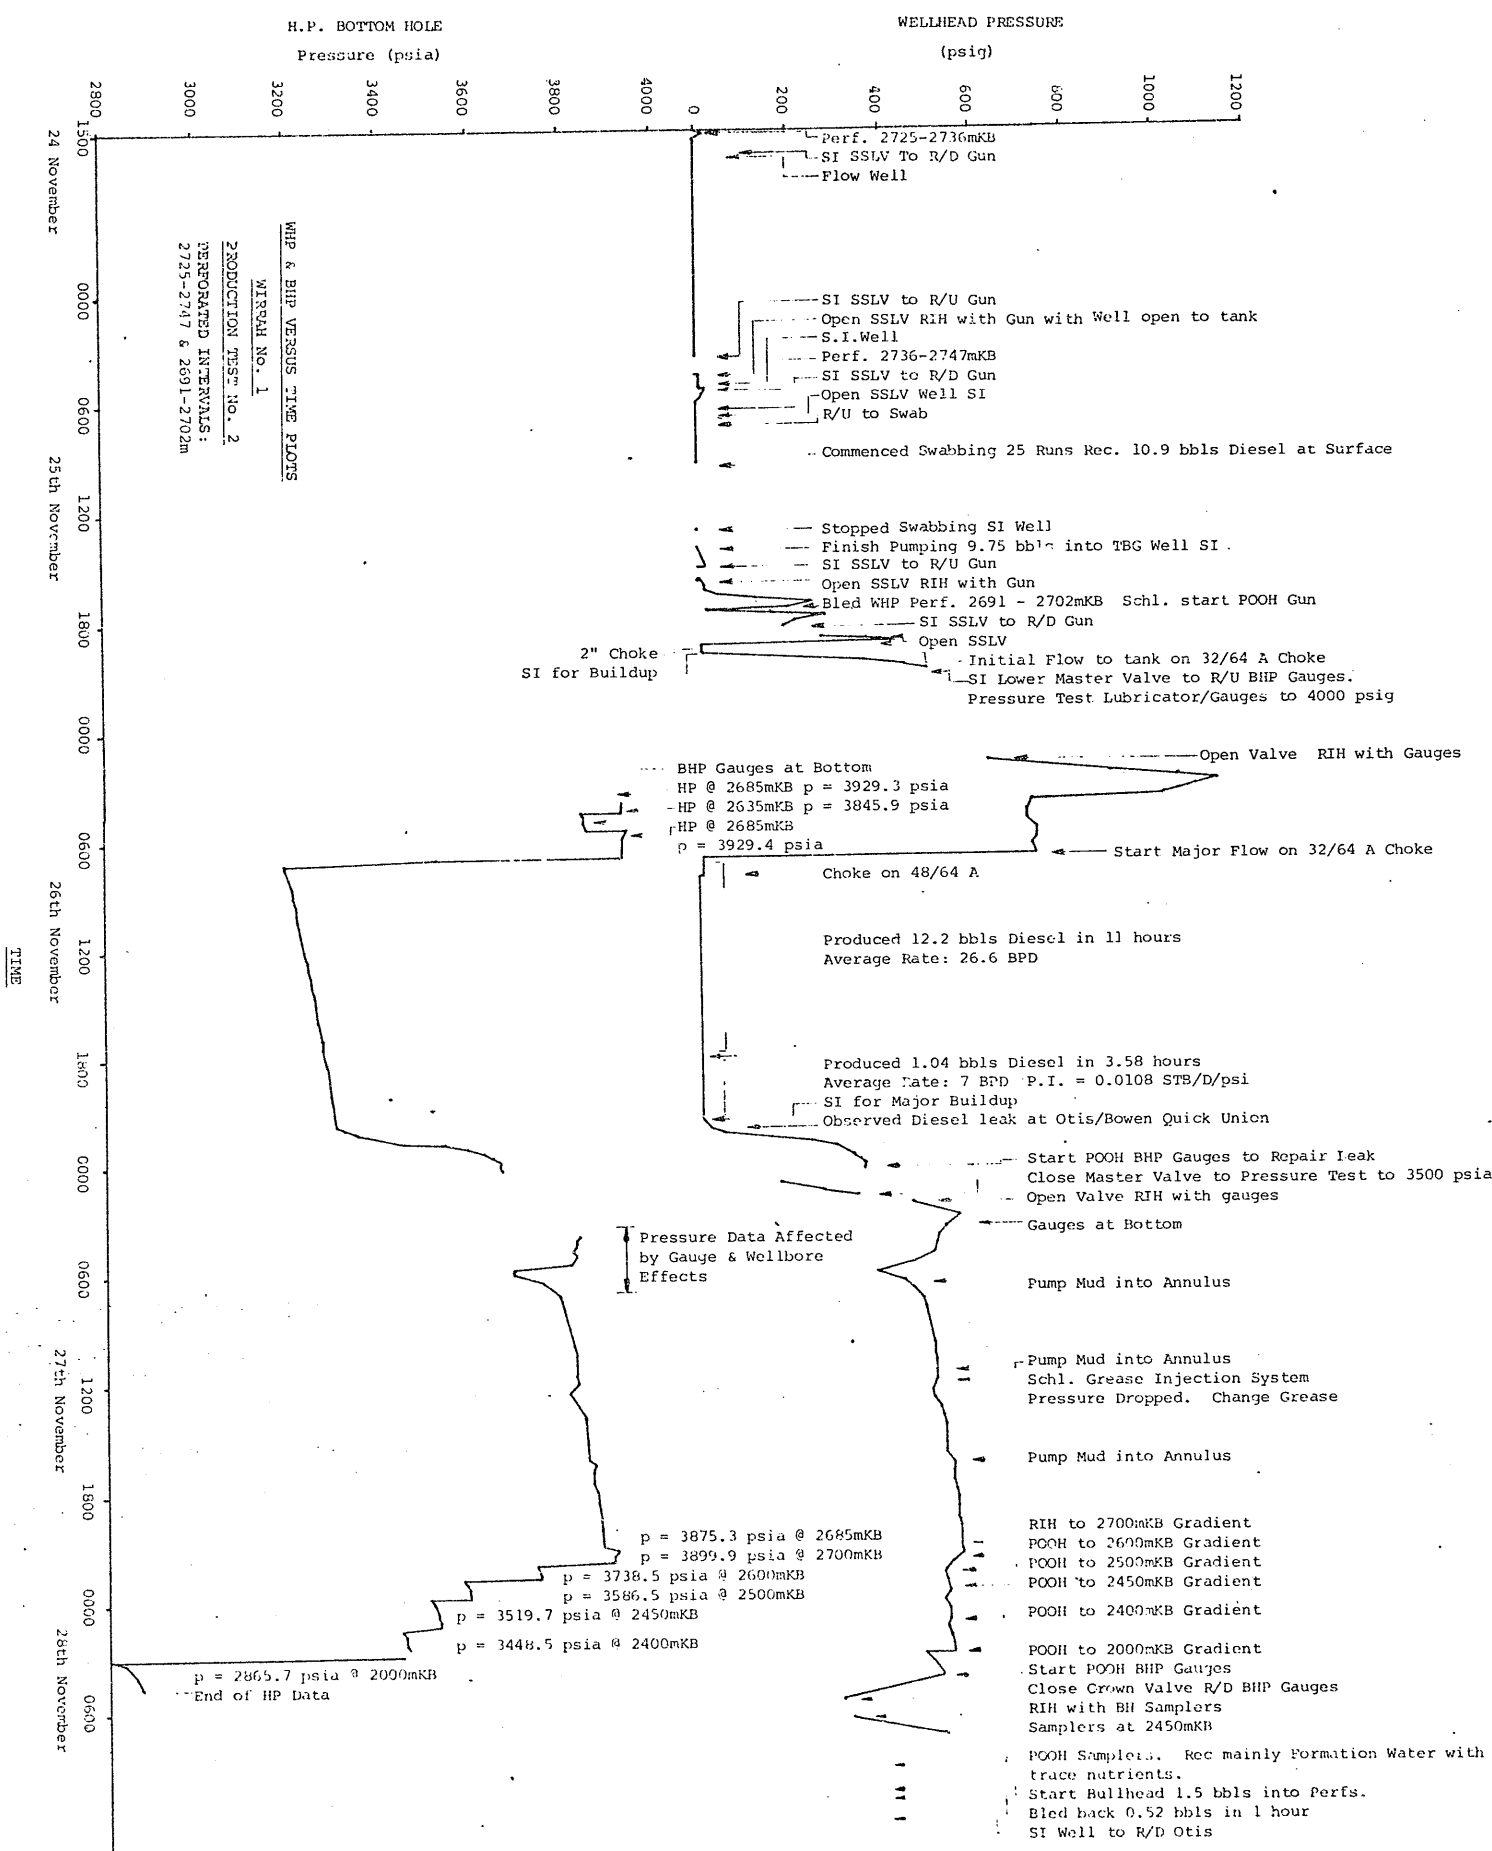 H.P. BOTTOM HOLE
Pressure (psia)
WELLHEAD PRESSURE
(psig)
2800
3000
3200
3400
3600
3800
4000
0
200
400
600
800
1000
1200
1500
24 November
0000
0600
25th November
1200
1800
0000
0600
26th November
1200
1800
0000
0600
27th November
1200
1800
0000
28th November
0600
TIME
WHP & BHP VERSUS TIME PLOTS
WIRRAH No. 1
PRODUCTION TEST No. 2
PERFORATED INTERVALS:
2725-2747 & 2691-2702m
Perf. 2725-2736mKB
SI SSLV To R/D Gun
Flow Well
SI SSLV to R/U Gun
Open SSLV RIH with Gun with Well open to tank
S.I.Well
Perf. 2736-2747mKB
SI SSLV to R/D Gun
Open SSLV Well SI
R/U to Swab
Commenced Swabbing 25 Runs Rec. 10.9 bbls Diesel at Surface
Stopped Swabbing SI Well
Finish Pumping 9.75 bbls into TBG Well SI.
SI SSLV to R/U Gun
Open SSLV RIH with Gun
Bled WHP Perf. 2691 - 2702mKB Schl. start POOH Gun
SI SSLV to R/D Gun
Open SSLV
2" Choke
SI for Buildup
Initial Flow to tank on 32/64 A Choke
SI Lower Master Valve to R/U BHP Gauges.
Pressure Test Lubricator/Gauges to 4000 psig
Open Valve RIH with Gauges
BHP Gauges at Bottom
HP @ 2685mKB p = 3929.3 psia
HP @ 2635mKB p = 3845.9 psia
HP @ 2685mKB
p = 3929.4 psia
Start Major Flow on 32/64 A Choke
Choke on 48/64 A
Produced 12.2 bbls Diesel in 11 hours
Average Rate: 26.6 BPD
Produced 1.04 bbls Diesel in 3.58 hours
Average Rate: 7 BPD P.I. = 0.0108 STB/D/psi
SI for Major Buildup
Observed Diesel leak at Otis/Bowen Quick Union
Start POOH BHP Gauges to Repair Leak
Close Master Valve to Pressure Test to 3500 psia
Open Valve RIH with gauges
Gauges at Bottom
Pressure Data Affected
by Gauge & Wellbore
Effects
Pump Mud into Annulus
Pump Mud into Annulus
Schl. Grease Injection System
Pressure Dropped. Change Grease
Pump Mud into Annulus
p = 3875.3 psia @ 2685mKB
p = 3899.9 psia @ 2700mKB
p = 3738.5 psia @ 2600mKB
p = 3586.5 psia @ 2500mKB
p = 3519.7 psia @ 2450mKB
p = 3448.5 psia @ 2400mKB
p = 2865.7 psia @ 2000mKB
End of HP Data
RIH to 2700mKB Gradient
POOH to 2600mKB Gradient
POOH to 2500mKB Gradient
POOH to 2450mKB Gradient
POOH to 2400mKB Gradient
POOH to 2000mKB Gradient
Start POOH BHP Gauges
Close Crown Valve R/D BHP Gauges
RIH with BH Samplers
Samplers at 2450mKB
POOH Samplers. Rec mainly Formation Water with
trace nutrients.
Start Bullhead 1.5 bbls into Perfs.
Bled back 0.52 bbls in 1 hour
SI Well to R/D Otis